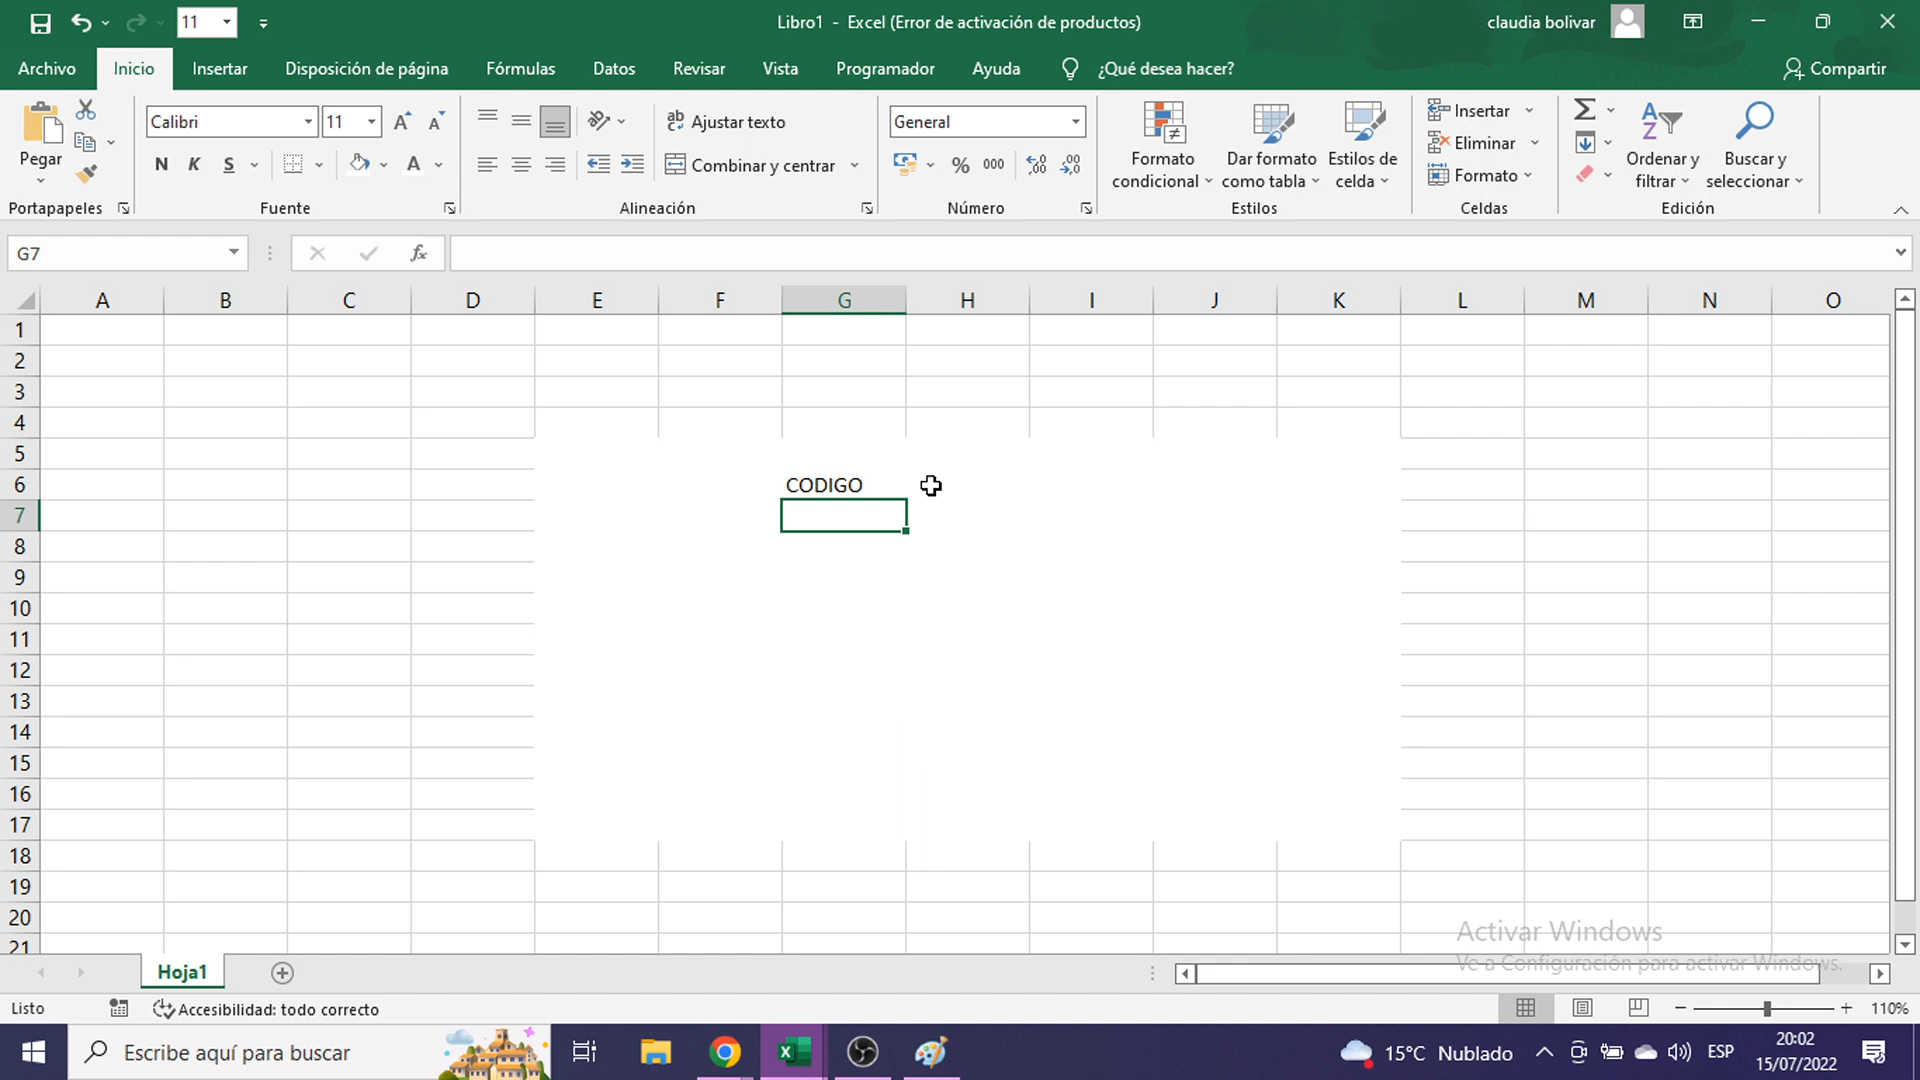 11
Libro1 - Excel (Error de activación de productos)
claudia bolivar
Archivo Inicio Insertar Disposición de página Fórmulas Datos Revisar Vista Programador Ayuda ¿Qué desea hacer? Compartir
Pegar
Portapapeles
Calibri 11
N K S A
Fuente
Ajustar texto
Combinar y centrar
Alineación
General
% 000
Número
Formato condicional
Dar formato como tabla
Estilos de celda
Estilos
Insertar
Eliminar
Formato
Celdas
Ordenar y filtrar
Buscar y seleccionar
Edición
G7
fx
A B C D E F G H I J K L M N O
1
2
3
4
5
6 CODIGO
7
8
9
10
11
12
13
14
15
16
17
18
19
20
21
Activar Windows
Ve a Configuración para activar Windows.
Hoja1
Listo
Accesibilidad: todo correcto
110%
Escribe aquí para buscar
15°C Nublado
ESP
20:02
15/07/2022